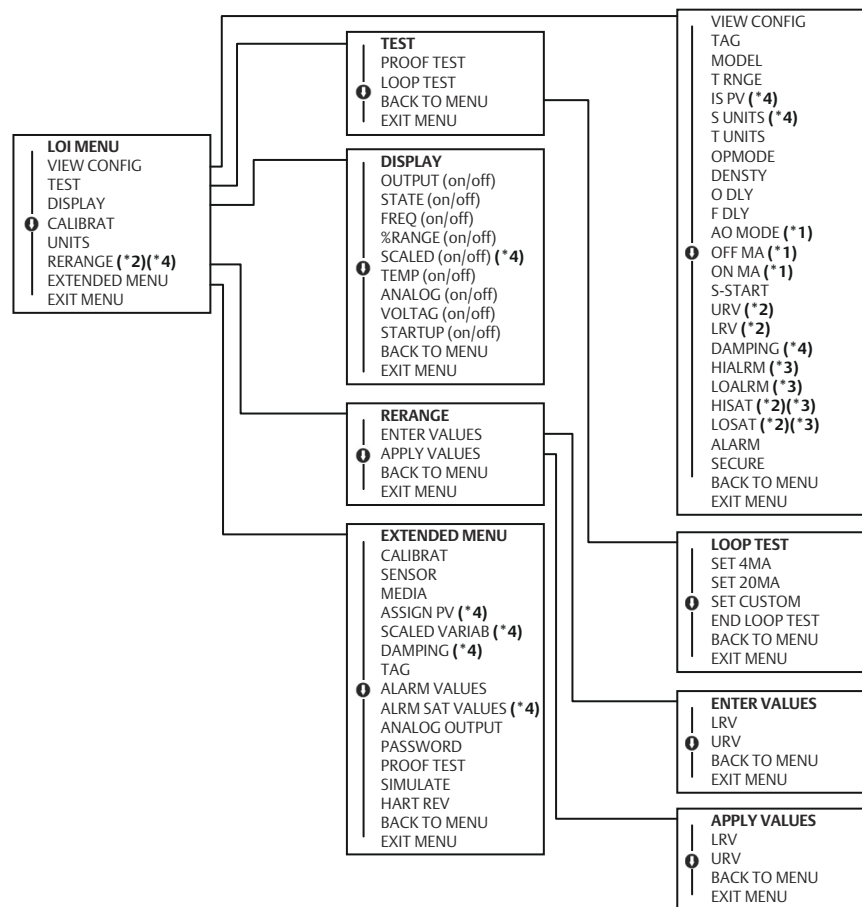 LOI MENU
VIEW CONFIG
TEST
DISPLAY
CALIBRAT
UNITS
RERANGE (*2)(*4)
EXTENDED MENU
EXIT MENU
TEST
PROOF TEST
LOOP TEST
BACK TO MENU
EXIT MENU
DISPLAY
OUTPUT (on/off)
STATE (on/off)
FREQ (on/off)
%RANGE (on/off)
SCALED (on/off) (*4)
TEMP (on/off)
ANALOG (on/off)
VOLTAG (on/off)
STARTUP (on/off)
BACK TO MENU
EXIT MENU
RERANGE
ENTER VALUES
APPLY VALUES
BACK TO MENU
EXIT MENU
EXTENDED MENU
CALIBRAT
SENSOR
MEDIA
ASSIGN PV (*4)
SCALED VARIAB (*4)
DAMPING (*4)
TAG
ALARM VALUES
ALRM SAT VALUES (*4)
ANALOG OUTPUT
PASSWORD
PROOF TEST
SIMULATE
HART REV
BACK TO MENU
EXIT MENU
VIEW CONFIG
TAG
MODEL
T RNGE
IS PV (*4)
S UNITS (*4)
T UNITS
OPMODE
DENSTY
O DLY
F DLY
AO MODE (*1)
OFF MA (*1)
ON MA (*1)
S-START
URV (*2)
LRV (*2)
DAMPING (*4)
HIALRM (*3)
LOALRM (*3)
HISAT (*2)(*3)
LOSAT (*2)(*3)
ALARM
SECURE
BACK TO MENU
EXIT MENU
LOOP TEST
SET 4MA
SET 20MA
SET CUSTOM
END LOOP TEST
BACK TO MENU
EXIT MENU
ENTER VALUES
LRV
URV
BACK TO MENU
EXIT MENU
APPLY VALUES
LRV
URV
BACK TO MENU
EXIT MENU